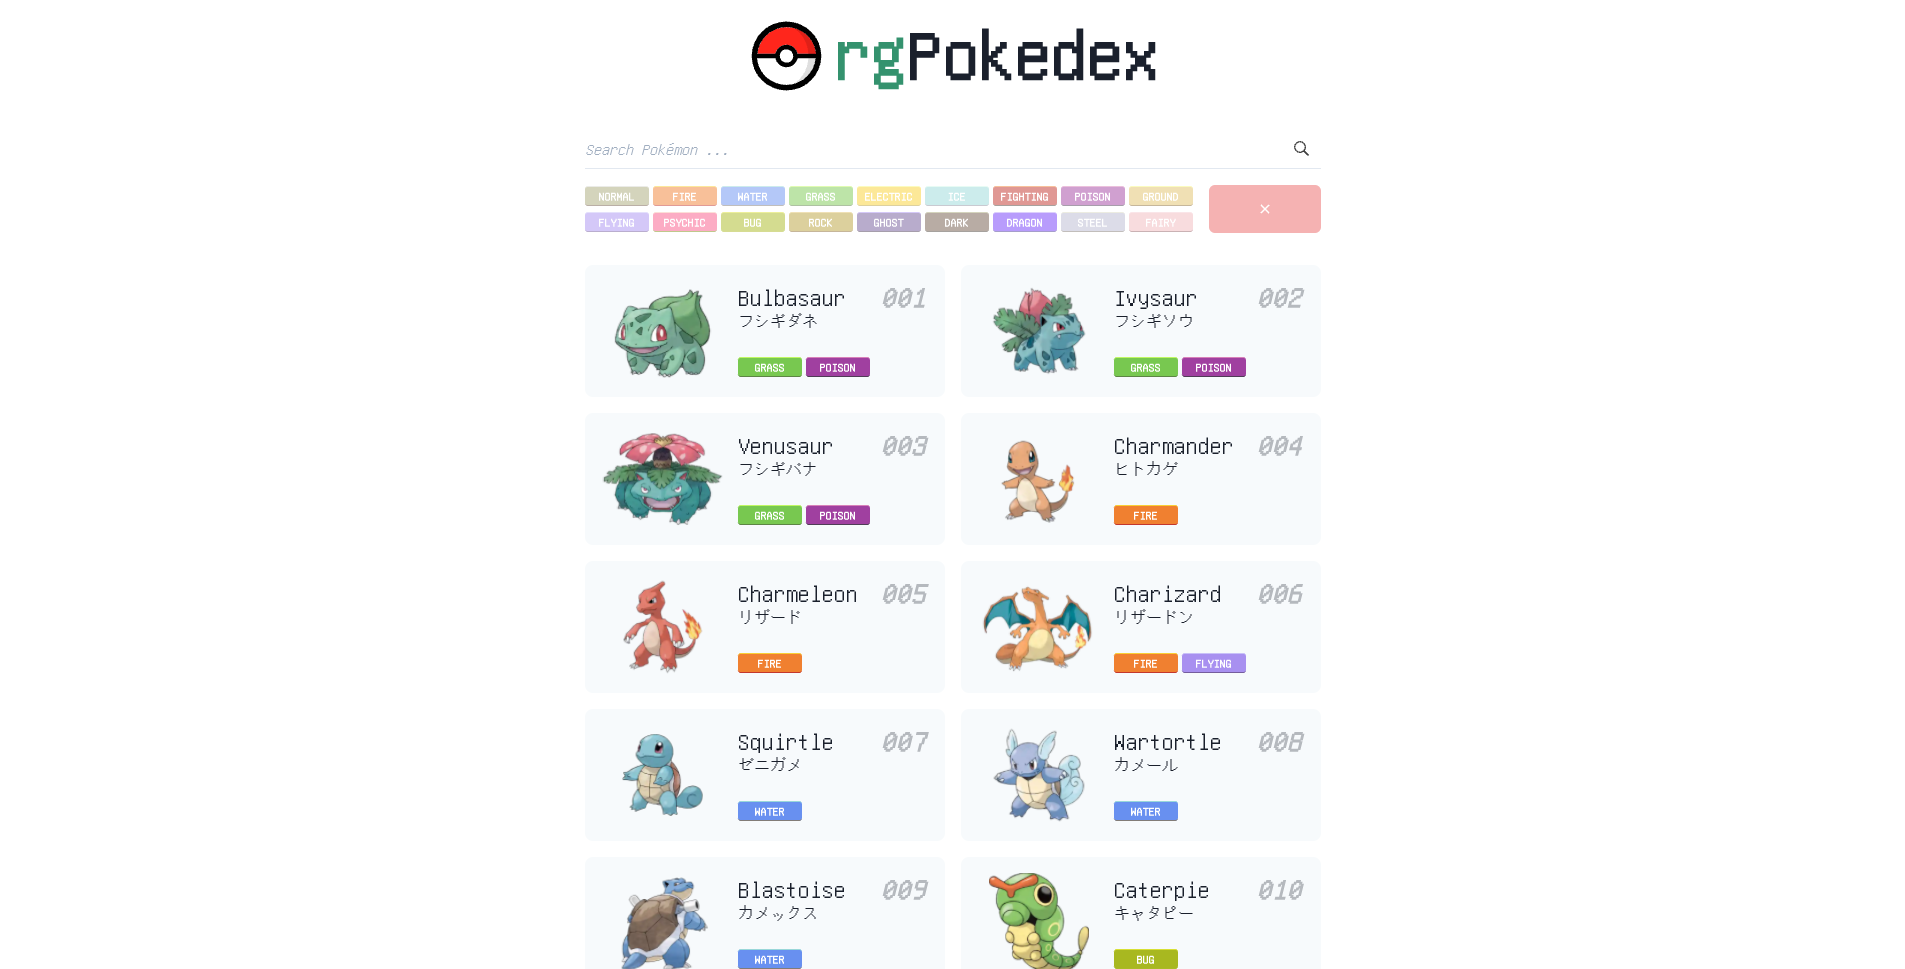 rgPokedex
Search Pokémon ...
NORMAL FIRE WATER GRASS ELECTRIC ICE FIGHTING POISON GROUND
FLYING PSYCHIC BUG ROCK GHOST DARK DRAGON STEEL FAIRY
×
Bulbasaur 001
フシギダネ
GRASS POISON
Ivysaur 002
フシギソウ
GRASS POISON
Venusaur 003
フシギバナ
GRASS POISON
Charmander 004
ヒトカゲ
FIRE
Charmeleon 005
リザード
FIRE
Charizard 006
リザードン
FIRE FLYING
Squirtle 007
ゼニガメ
WATER
Wartortle 008
カメール
WATER
Blastoise 009
カメックス
WATER
Caterpie 010
キャタピー
BUG